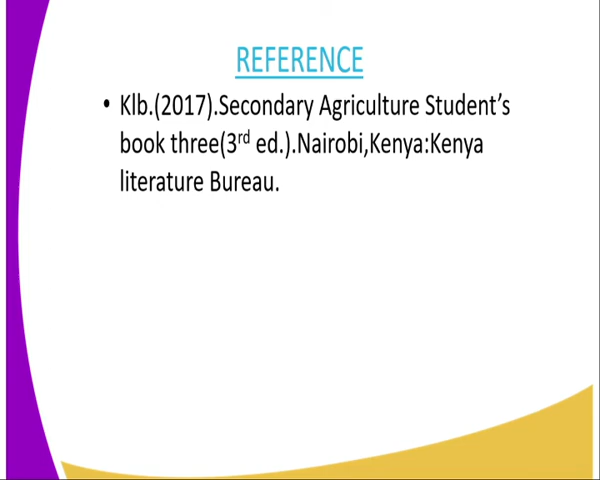 REFERENCE
• Klb.(2017).Secondary Agriculture Student’s
book three(3rd ed.).Nairobi,Kenya:Kenya
literature Bureau.